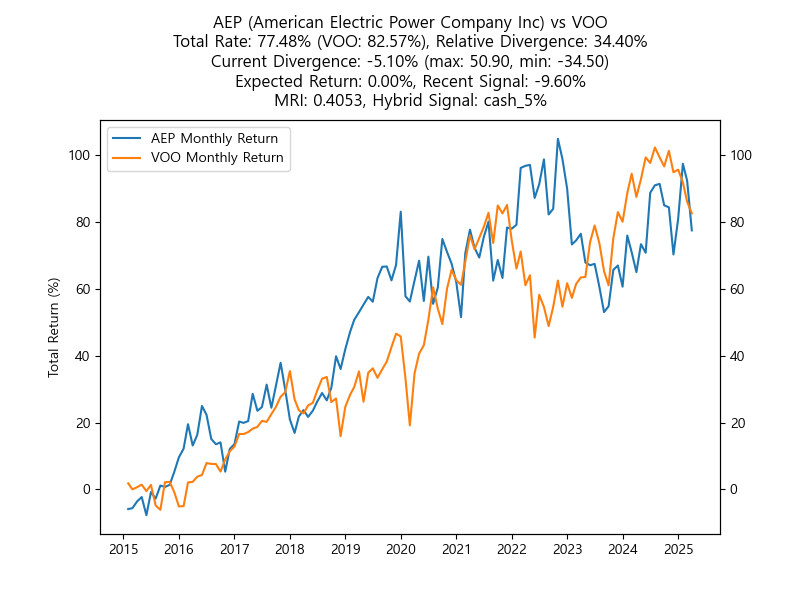 AEP (American Electric Power Company Inc) vs VOO
Total Rate: 77.48% (VOO: 82.57%), Relative Divergence: 34.40%
Current Divergence: -5.10% (max: 50.90, min: -34.50)
Expected Return: 0.00%, Recent Signal: -9.60%
MRI: 0.4053, Hybrid Signal: cash_5%
AEP Monthly Return
VOO Monthly Return
Total Return (%)
100
80
60
40
20
0
100
80
60
40
20
0
2015 2016 2017 2018 2019 2020 2021 2022 2023 2024 2025